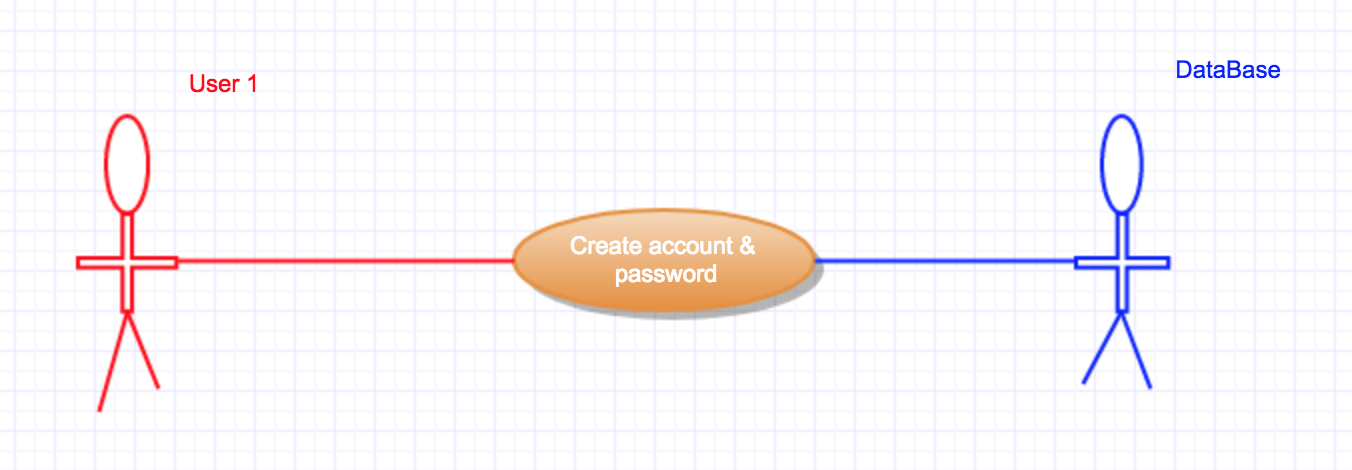 User 1
DataBase
Create account &
password